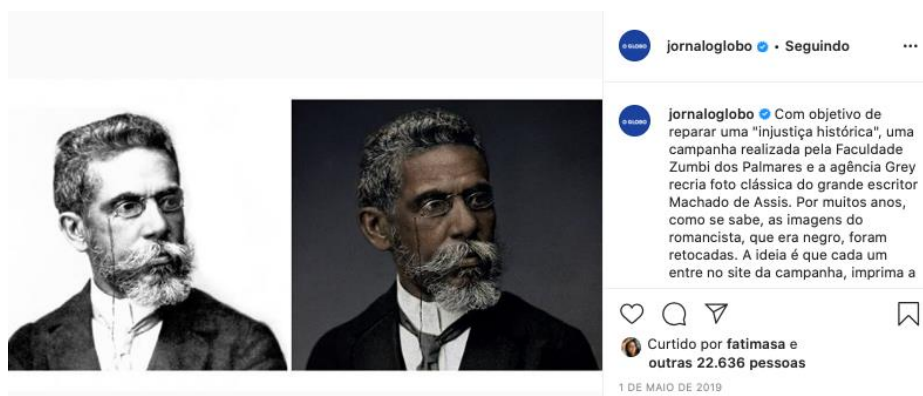 jornaloglobo • Seguindo
...
jornaloglobo Com objetivo de
reparar uma "injustiça histórica", uma
campanha realizada pela Faculdade
Zumbi dos Palmares e a agência Grey
recria foto clássica do grande escritor
Machado de Assis. Por muitos anos,
como se sabe, as imagens do
romancista, que era negro, foram
retocadas. A ideia é que cada um
entre no site da campanha, imprima a
Curtido por fatimasa e
outras 22.636 pessoas
1 DE MAIO DE 2019